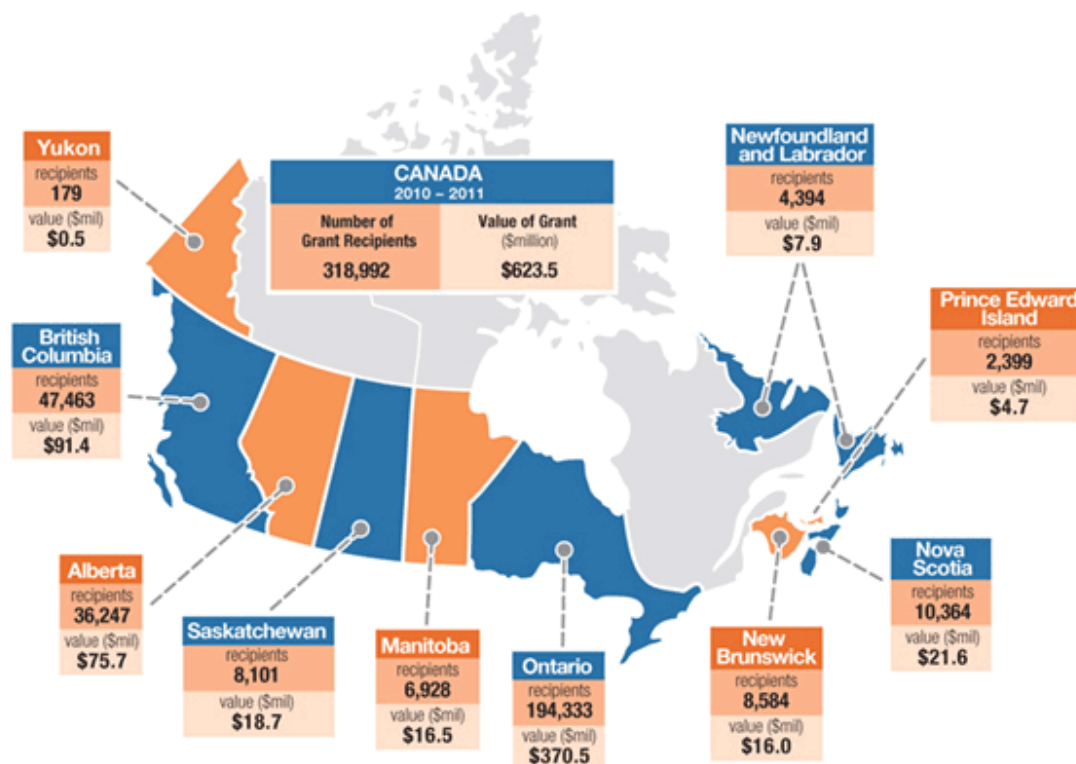 Yukon
recipients
179
value ($mil)
$0.5
CANADA
2010 – 2011
Number of
Grant Recipients
318,992
Value of Grant
($million)
$623.5
Newfoundland
and Labrador
recipients
4,394
value ($mil)
$7.9
Prince Edward
Island
recipients
2,399
value ($mil)
$4.7
British
Columbia
recipients
47,463
value ($mil)
$91.4
Alberta
recipients
36,247
value ($mil)
$75.7
Saskatchewan
recipients
8,101
value ($mil)
$18.7
Manitoba
recipients
6,928
value ($mil)
$16.5
Ontario
recipients
194,333
value ($mil)
$370.5
New
Brunswick
recipients
8,584
value ($mil)
$16.0
Nova
Scotia
recipients
10,364
value ($mil)
$21.6